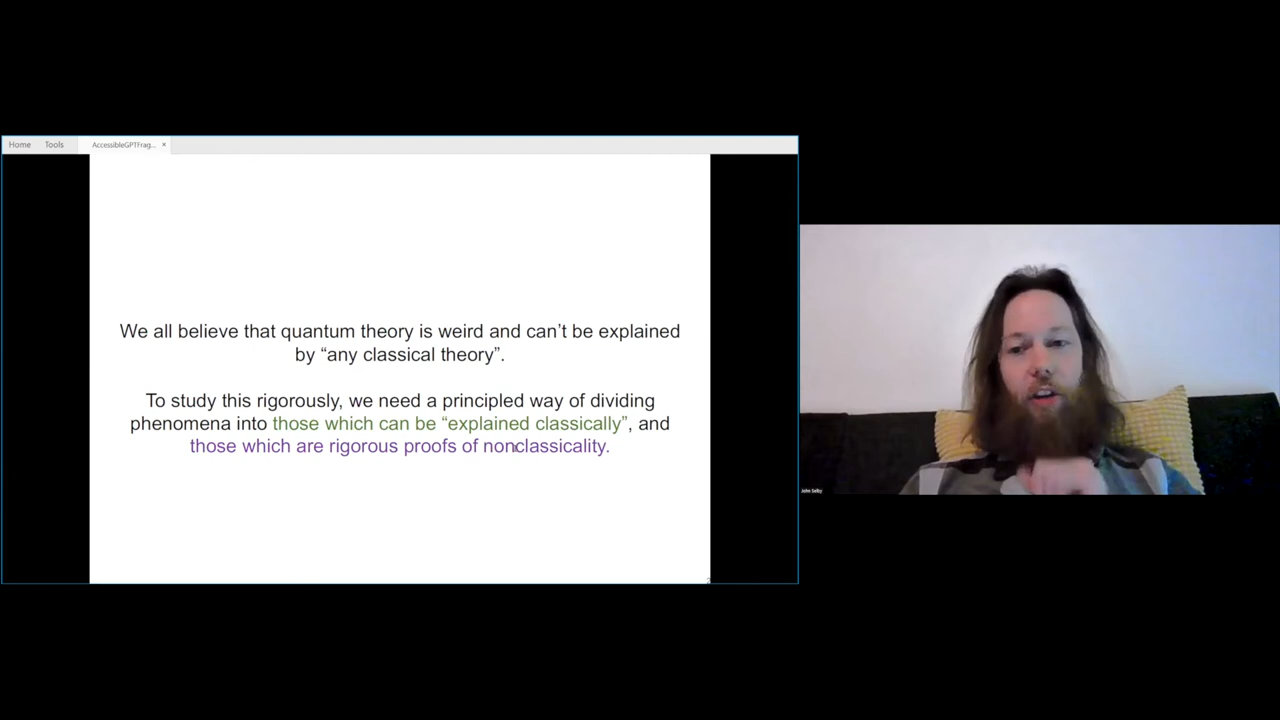 Home Tools AccessibleGPTFrag... ×
We all believe that quantum theory is weird and can’t be explained
by “any classical theory”.
To study this rigorously, we need a principled way of dividing
phenomena into those which can be “explained classically”, and
those which are rigorous proofs of nonclassicality.
John Selby